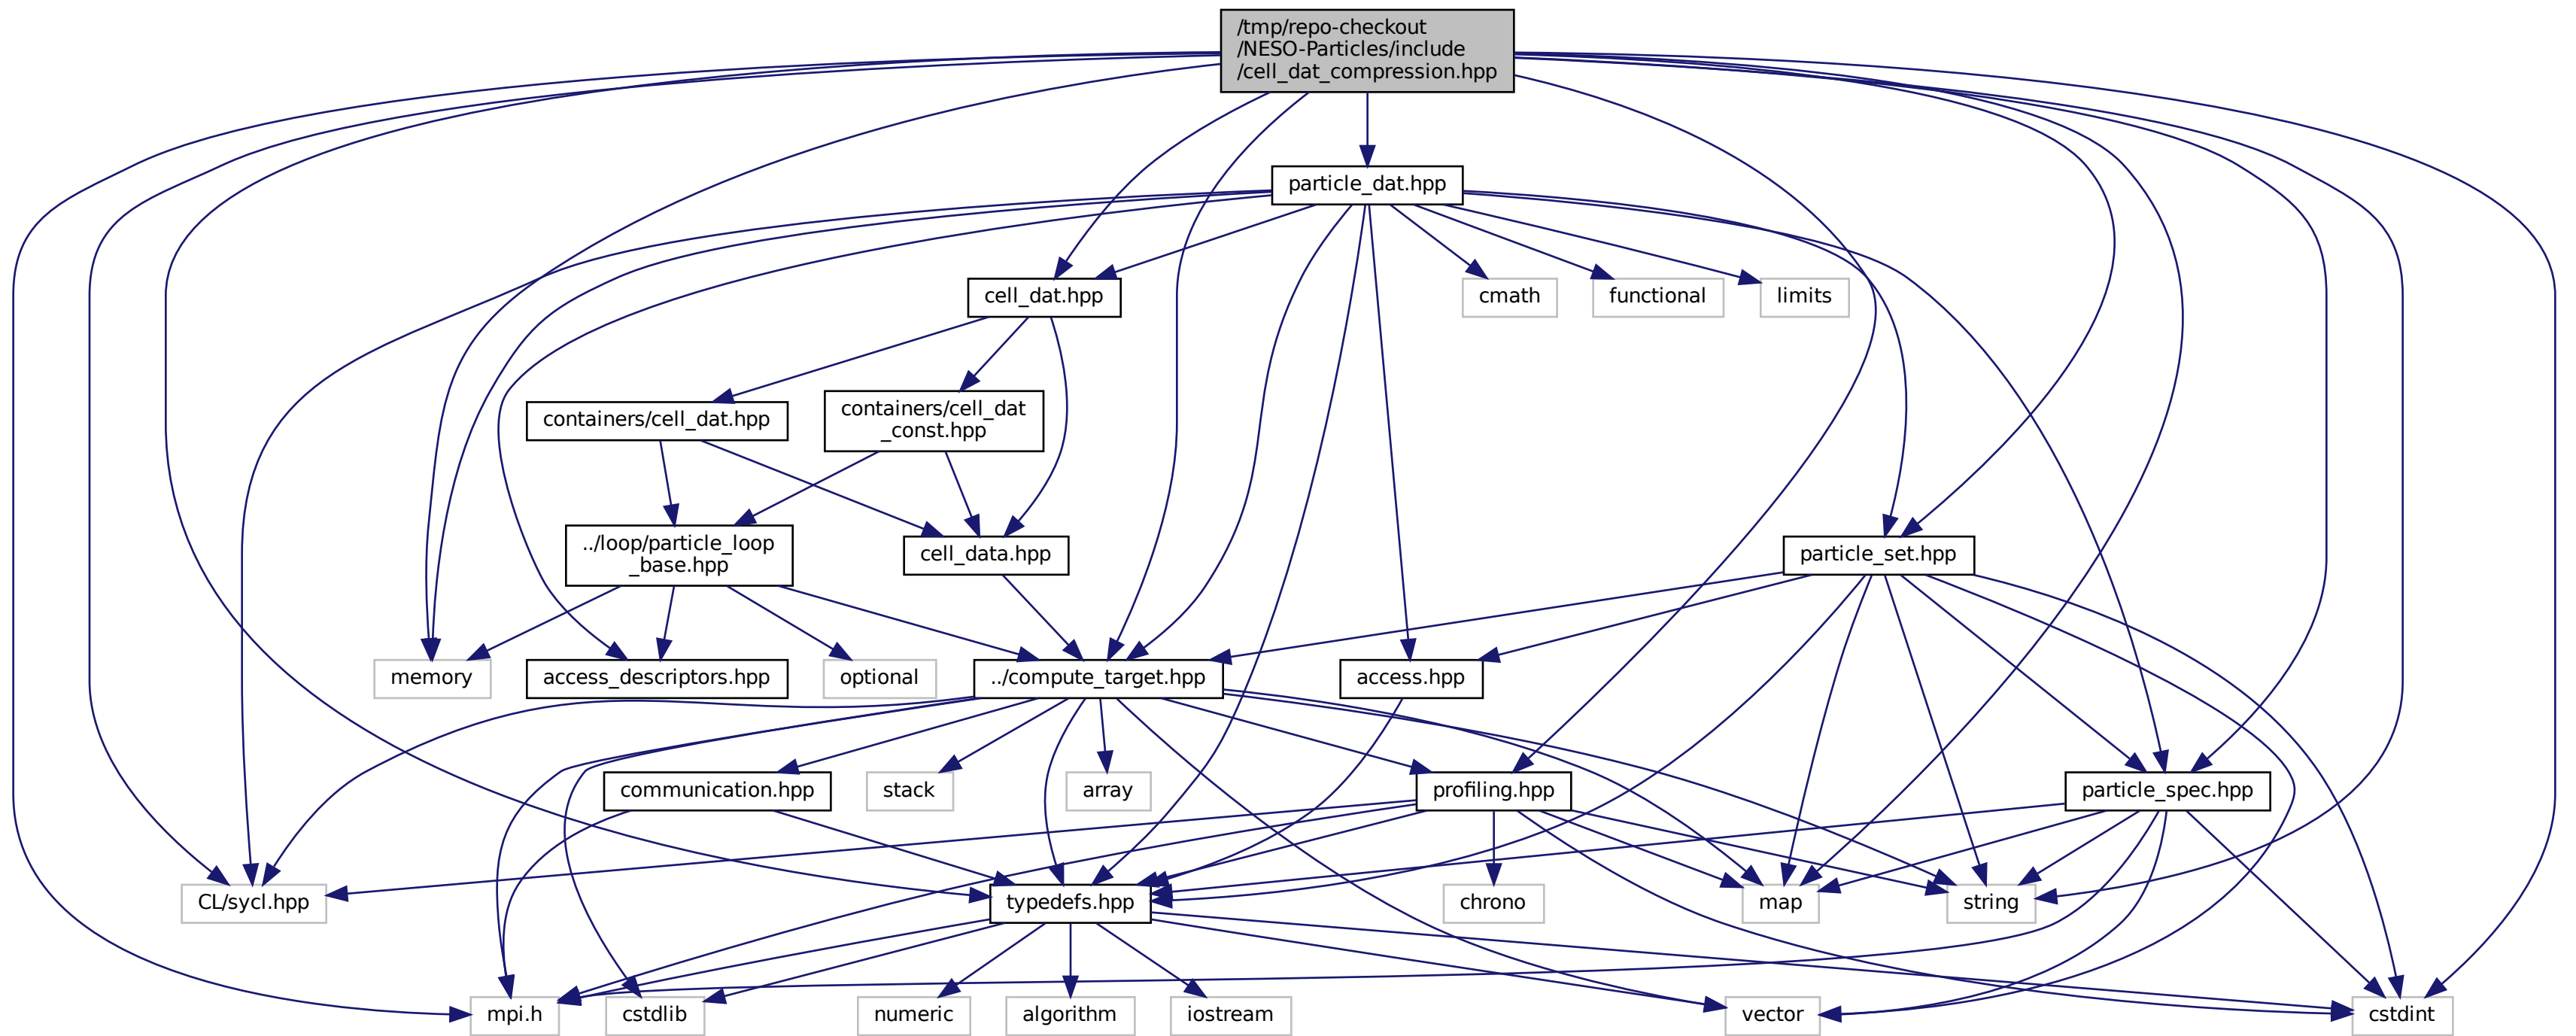 /tmp/repo-checkout
/NESO-Particles/include
/cell_dat_compression.hpp
particle_dat.hpp
cell_dat.hpp
cmath
functional
limits
containers/cell_dat.hpp
containers/cell_dat
_const.hpp
../loop/particle_loop
_base.hpp
cell_data.hpp
particle_set.hpp
memory
access_descriptors.hpp
optional
../compute_target.hpp
access.hpp
communication.hpp
stack
array
profiling.hpp
particle_spec.hpp
CL/sycl.hpp
typedefs.hpp
chrono
map
string
mpi.h
cstdlib
numeric
algorithm
iostream
vector
cstdint